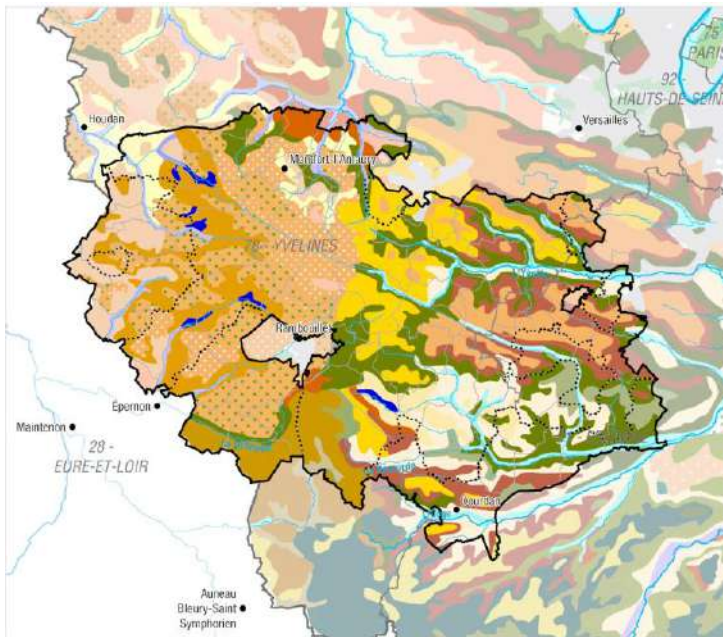 75
PARIS
92 -
HAUTS-DE-SEINE
Houdan
Versailles
Montfort-l'Amaury
78 - YVELINES
Rambouillet
Épernon
Maintenon
28 -
EURE-ET-LOIR
Dourdan
Auneau
Bleury-Saint
Symphorien